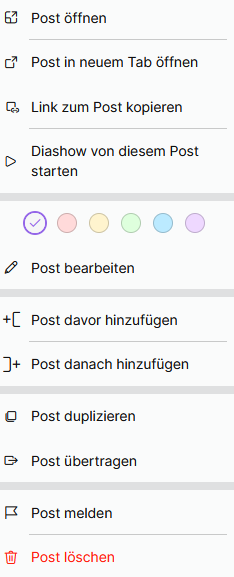 Post öffnen
Post in neuem Tab öffnen
Link zum Post kopieren
Diashow von diesem Post
starten
Post bearbeiten
Post davor hinzufügen
Post danach hinzufügen
Post duplizieren
Post übertragen
Post melden
Post löschen